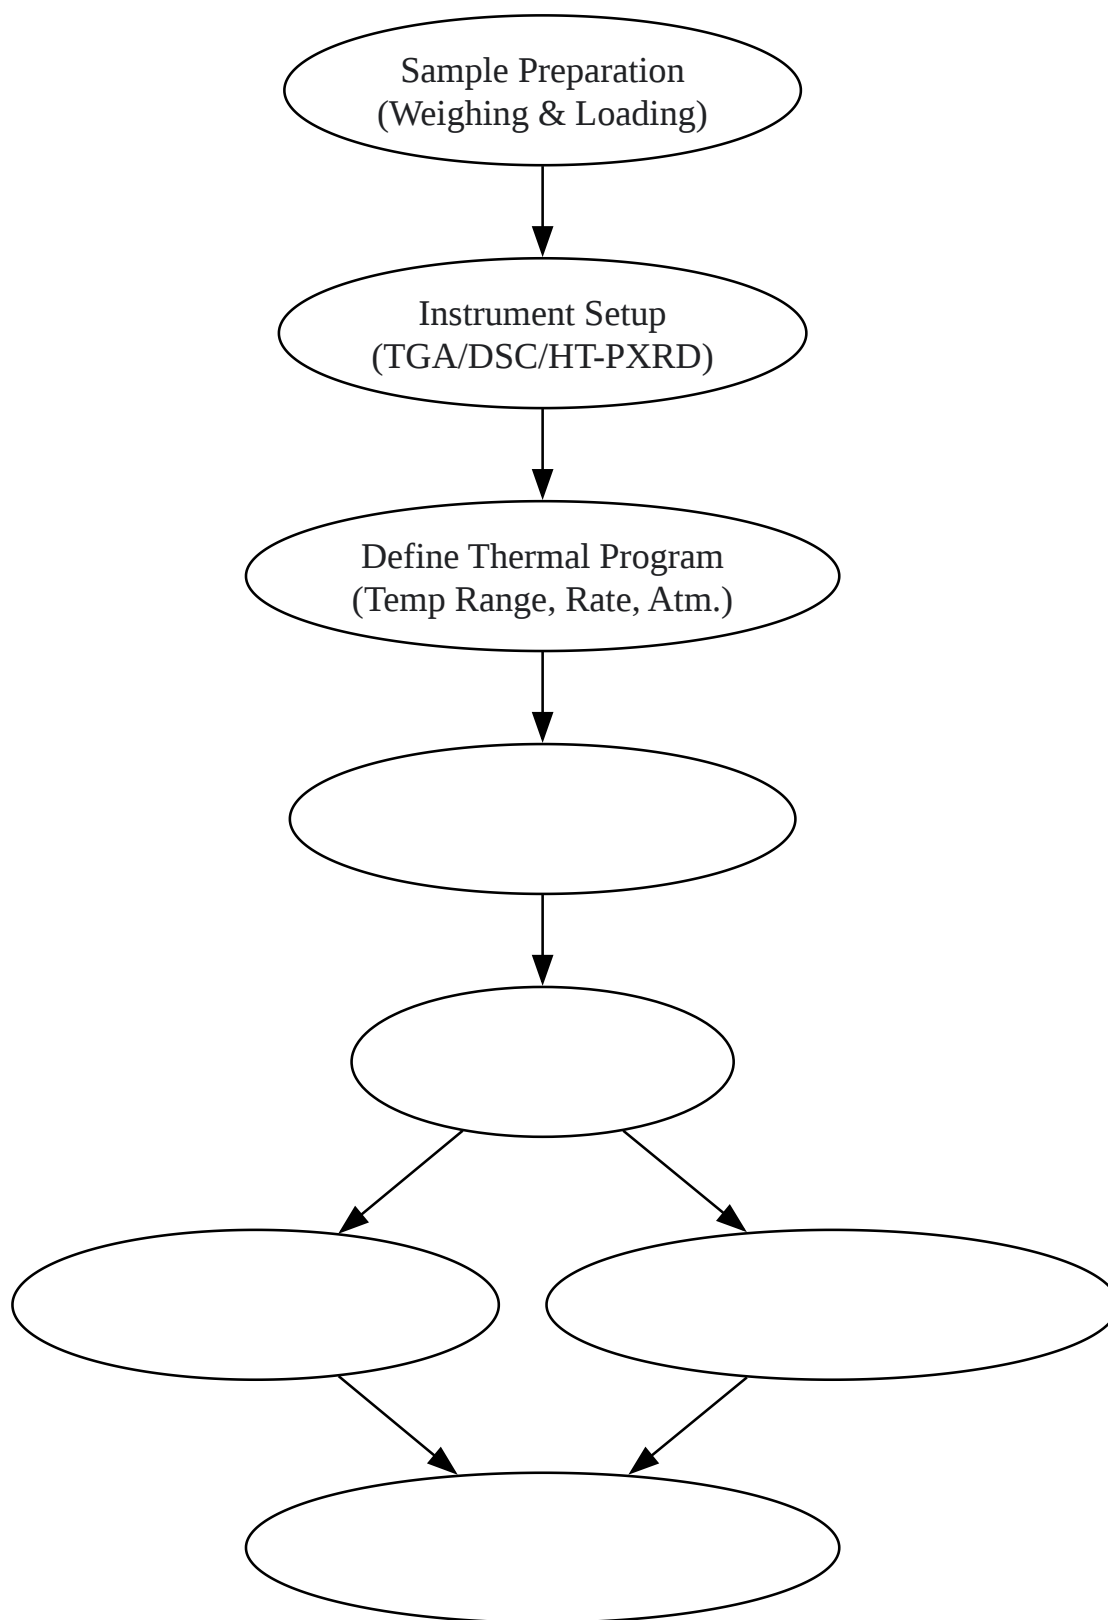 Sample Preparation
(Weighing & Loading)
Instrument Setup
(TGA/DSC/HT-PXRD)
Define Thermal Program
(Temp Range, Rate, Atm.)